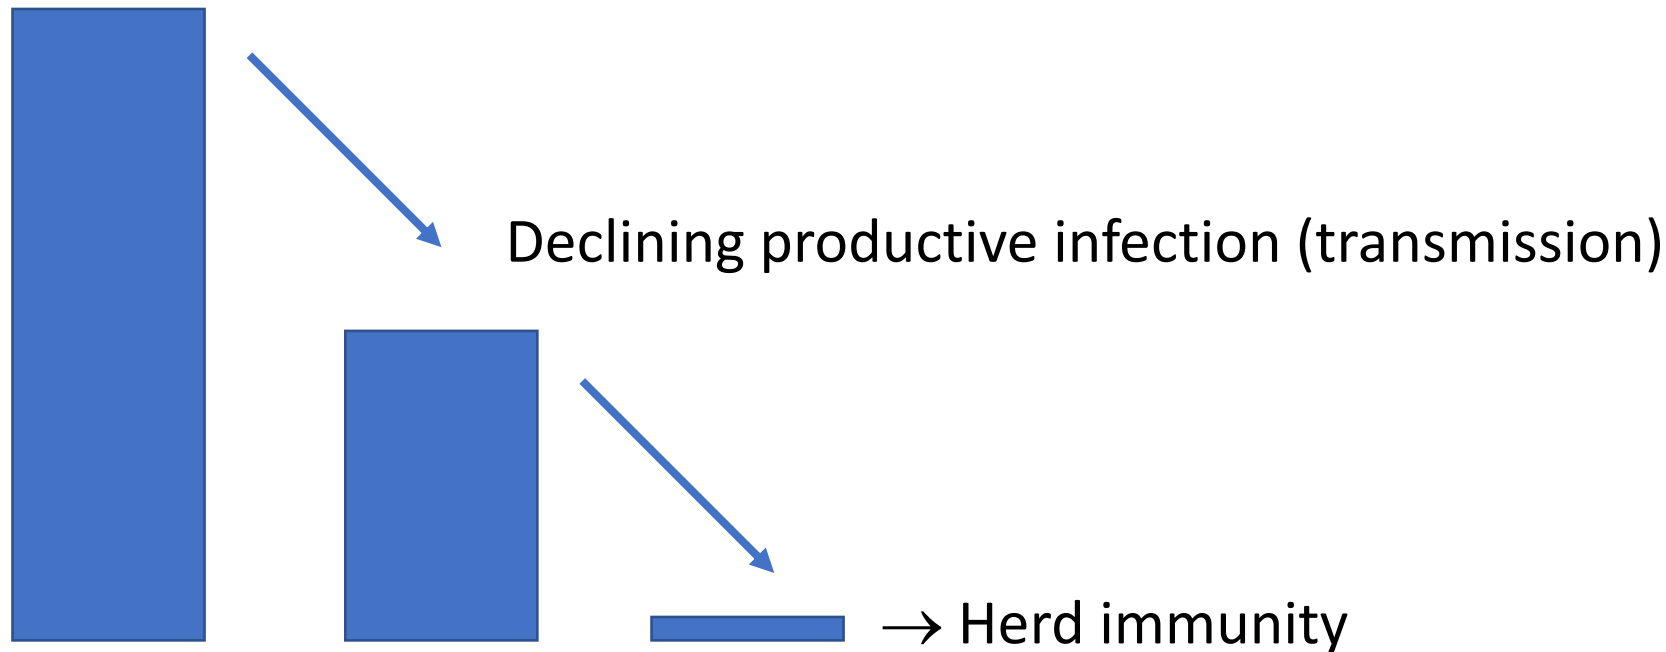 Declining productive infection (transmission)
→ Herd immunity